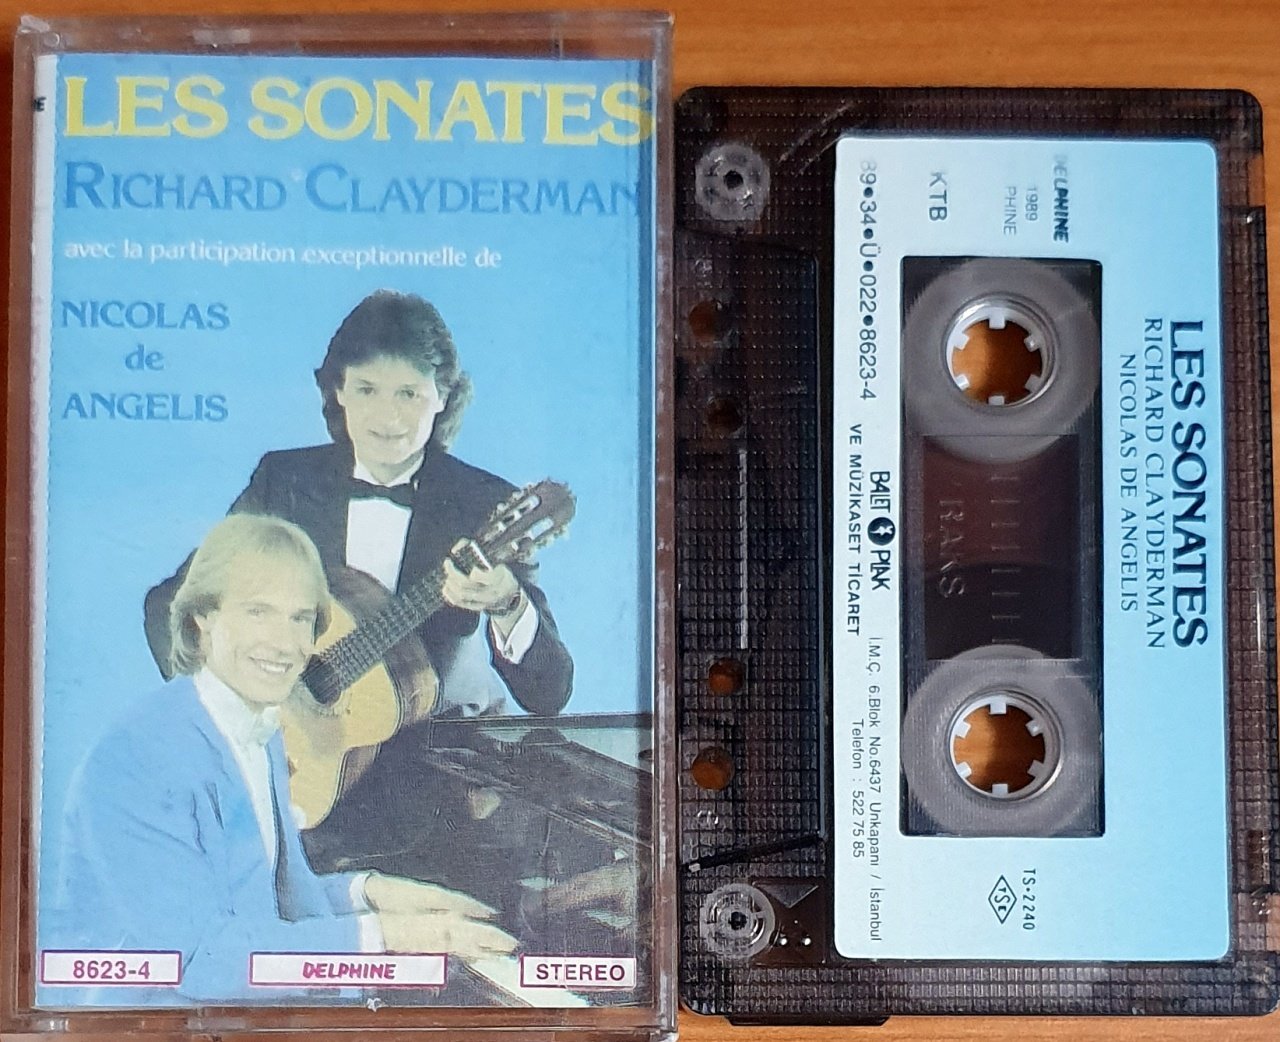 LES SONATES
RICHARD CLAYDERMAN
avec la participation exceptionnelle de
NICOLAS
de
ANGELIS
8623-4
DELPHINE
STEREO
LES SONATES
RICHARD CLAYDERMAN
NICOLAS DE ANGELIS
DELPHINE
1989
PHINE
KTB
89•34•Ü•022•8623-4
RAKS
BALET PLAK
VE MÜZİKASET TİCARET
İ.M.Ç. 6.Blok No.6437 Unkapanı / İstanbul
Telefon : 522 75 85
TS•2240
TSE